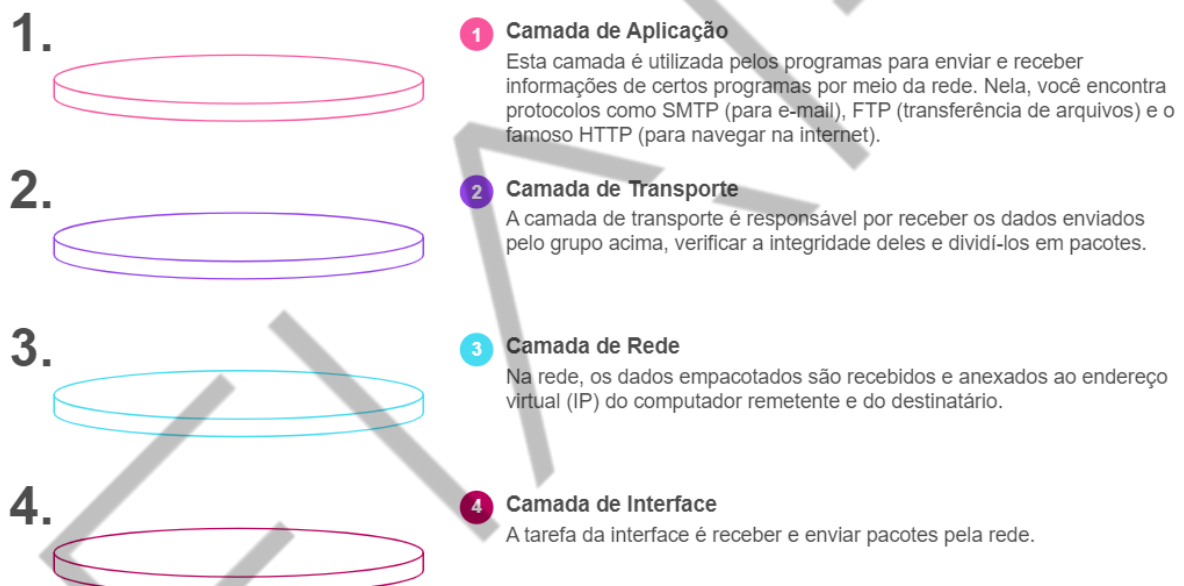 1.
1 Camada de Aplicação
Esta camada é utilizada pelos programas para enviar e receber
informações de certos programas por meio da rede. Nela, você encontra
protocolos como SMTP (para e-mail), FTP (transferência de arquivos) e o
famoso HTTP (para navegar na internet).
2.
2 Camada de Transporte
A camada de transporte é responsável por receber os dados enviados
pelo grupo acima, verificar a integridade deles e dividí-los em pacotes.
3.
3 Camada de Rede
Na rede, os dados empacotados são recebidos e anexados ao endereço
virtual (IP) do computador remetente e do destinatário.
4.
4 Camada de Interface
A tarefa da interface é receber e enviar pacotes pela rede.